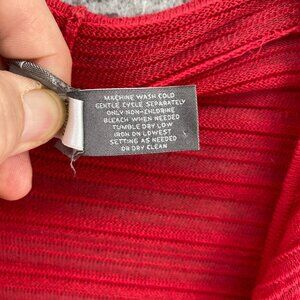 MACHINE WASH COLD
GENTLE CYCLE SEPARATELY
ONLY NON-CHLORINE
BLEACH WHEN NEEDED
TUMBLE DRY LOW
IRON ON LOWEST
SETTING AS NEEDED
OR DRY CLEAN